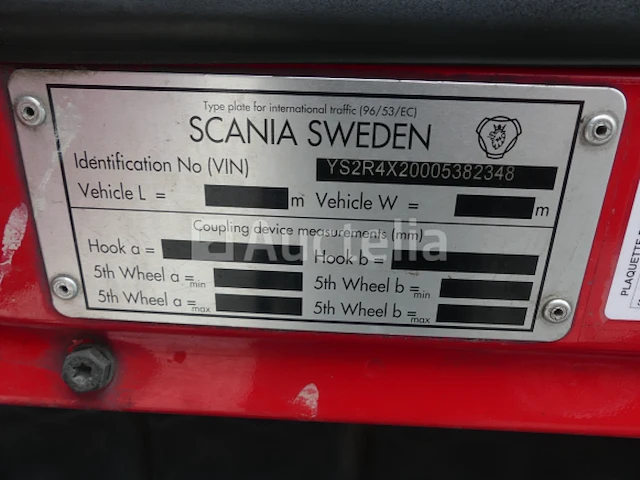 Type plate for international traffic (96/53/EC)
SCANIA SWEDEN
Identification No (VIN) YS2R4X20005382348
Vehicle L = m Vehicle W = m
Coupling device measurements (mm)
Hook a = Hook b =
5th Wheel a min = 5th Wheel b min =
5th Wheel a max = 5th Wheel b max =
Auctelia
PLAQUETTE